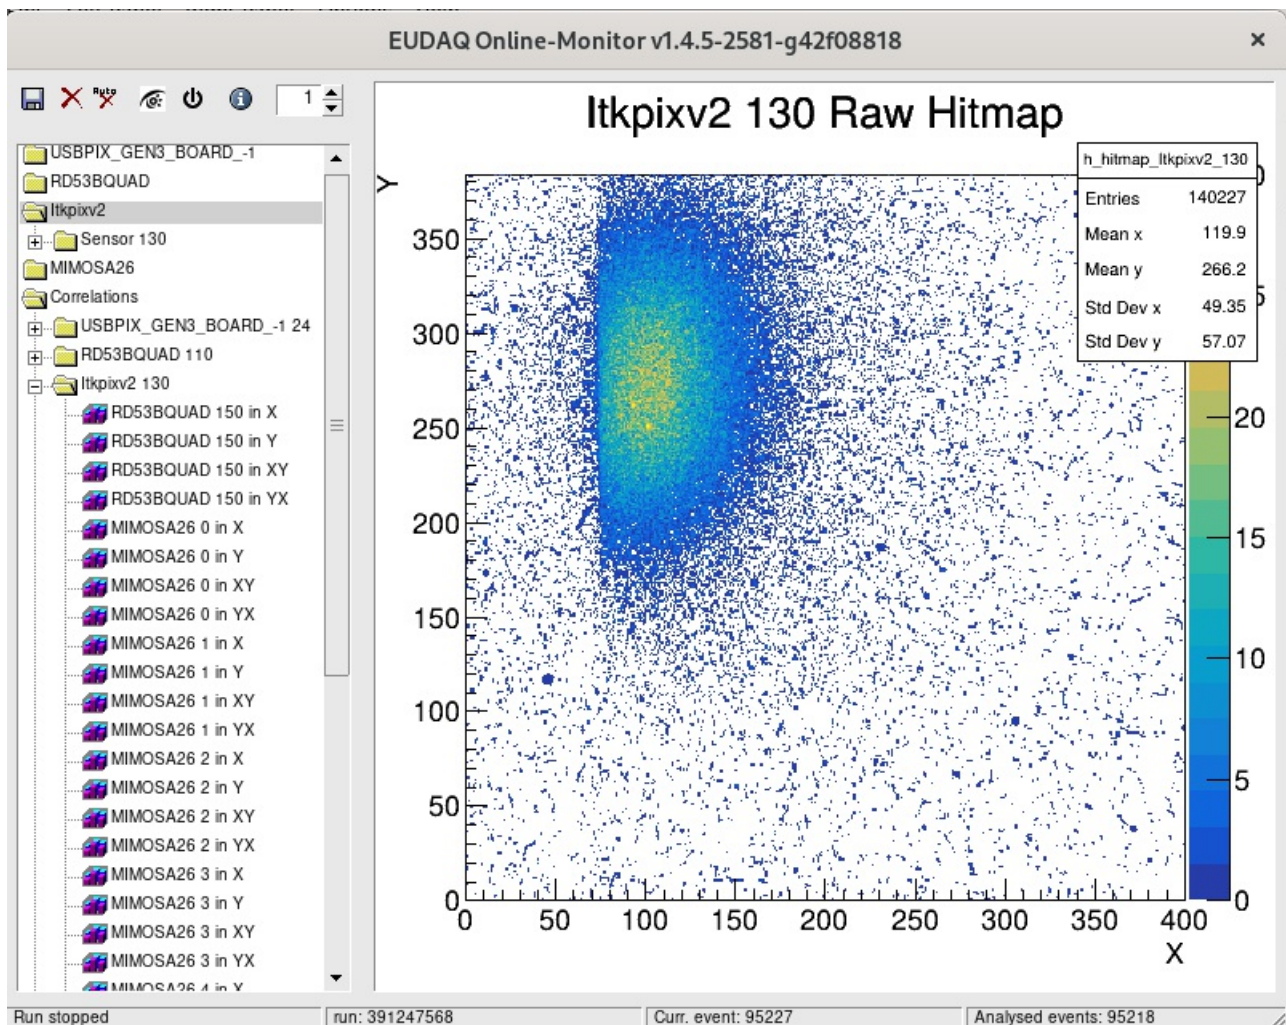 EUDAQ Online-Monitor v1.4.5-2581-g42f08818
×
Auto
1
USBPIX_GEN3_BOARD_-1
RD53BQUAD
Itkpixv2
Sensor 130
MIMOSA26
Correlations
USBPIX_GEN3_BOARD_-1 24
RD53BQUAD 110
Itkpixv2 130
RD53BQUAD 150 in X
RD53BQUAD 150 in Y
RD53BQUAD 150 in XY
RD53BQUAD 150 in YX
MIMOSA26 0 in X
MIMOSA26 0 in Y
MIMOSA26 0 in XY
MIMOSA26 0 in YX
MIMOSA26 1 in X
MIMOSA26 1 in Y
MIMOSA26 1 in XY
MIMOSA26 1 in YX
MIMOSA26 2 in X
MIMOSA26 2 in Y
MIMOSA26 2 in XY
MIMOSA26 2 in YX
MIMOSA26 3 in X
MIMOSA26 3 in Y
MIMOSA26 3 in XY
MIMOSA26 3 in YX
MIMOSA26 4 in X
Itkpixv2 130 Raw Hitmap
h_hitmap_Itkpixv2_130
Entries 140227
Mean x 119.9
Mean y 266.2
Std Dev x 49.35
Std Dev y 57.07
Y
350
300
250
200
150
100
50
0
0 50 100 150 200 250 300 350 400
X
20
15
10
5
0
Run stopped
run: 391247568
Curr. event: 95227
Analysed events: 95218